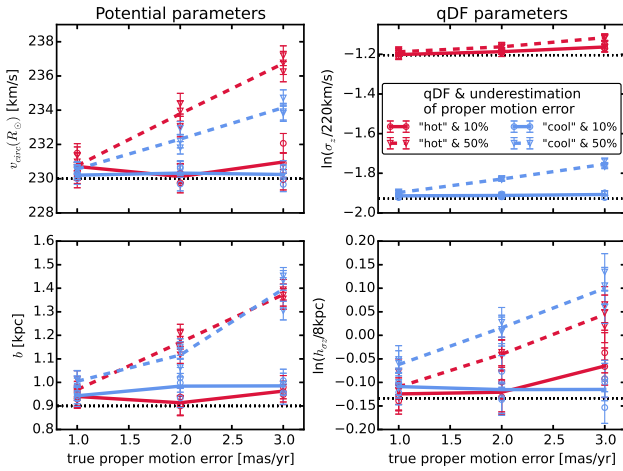 Potential parameters
qDF parameters
238
236
234
232
230
228
v_circ(R_⊙) [km/s]
−1.2
−1.4
−1.6
−1.8
−2.0
ln(σ_z/220km/s)
qDF & underestimation
of proper motion error
"hot" & 10%
"cool" & 10%
"hot" & 50%
"cool" & 50%
1.6
1.5
1.4
1.3
1.2
1.1
1.0
0.9
0.8
b [kpc]
1.0
1.5
2.0
2.5
3.0
true proper motion error [mas/yr]
0.20
0.15
0.10
0.05
0.00
−0.05
−0.10
−0.15
−0.20
ln(h_σz/8kpc)
1.0
1.5
2.0
2.5
3.0
true proper motion error [mas/yr]